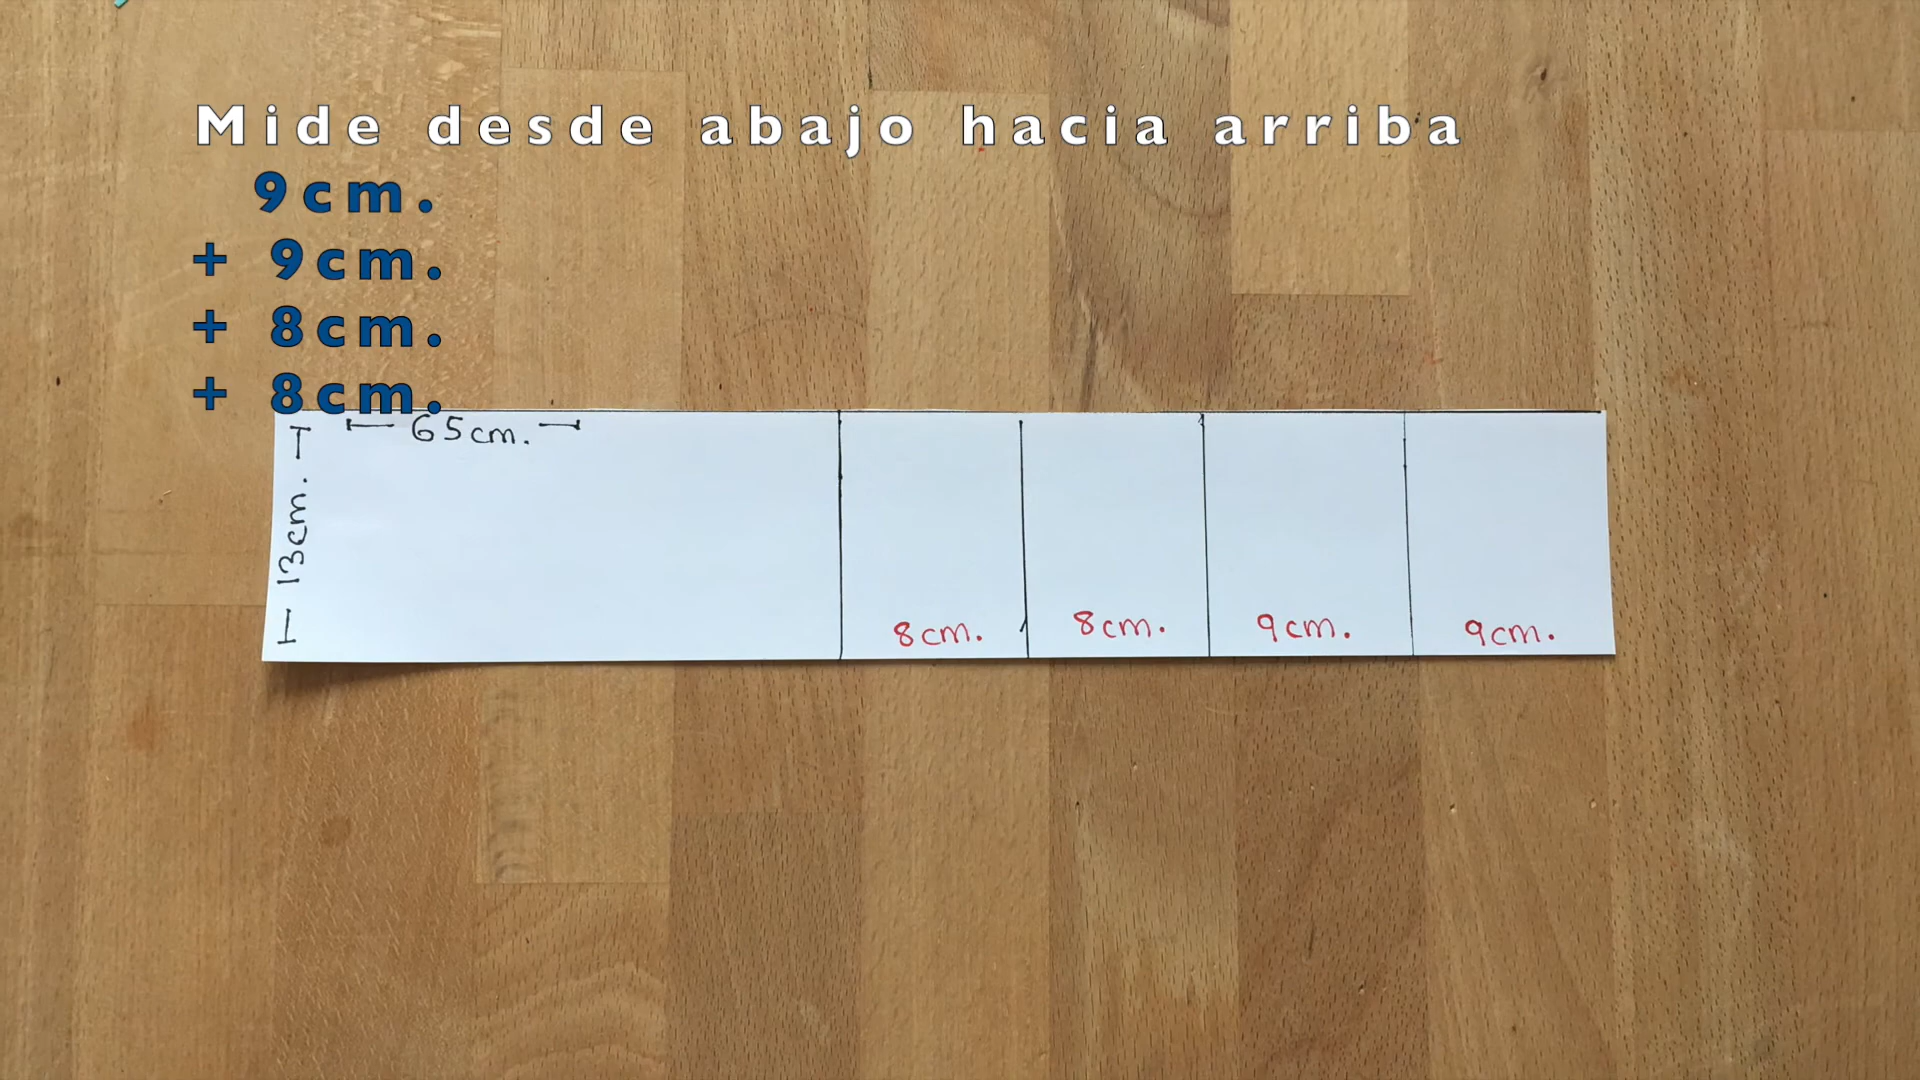 Mide desde abajo hacia arriba
9cm.
+ 9cm.
+ 8cm.
+ 8cm.
65cm.
13cm.
8cm.
8cm.
9cm.
9cm.